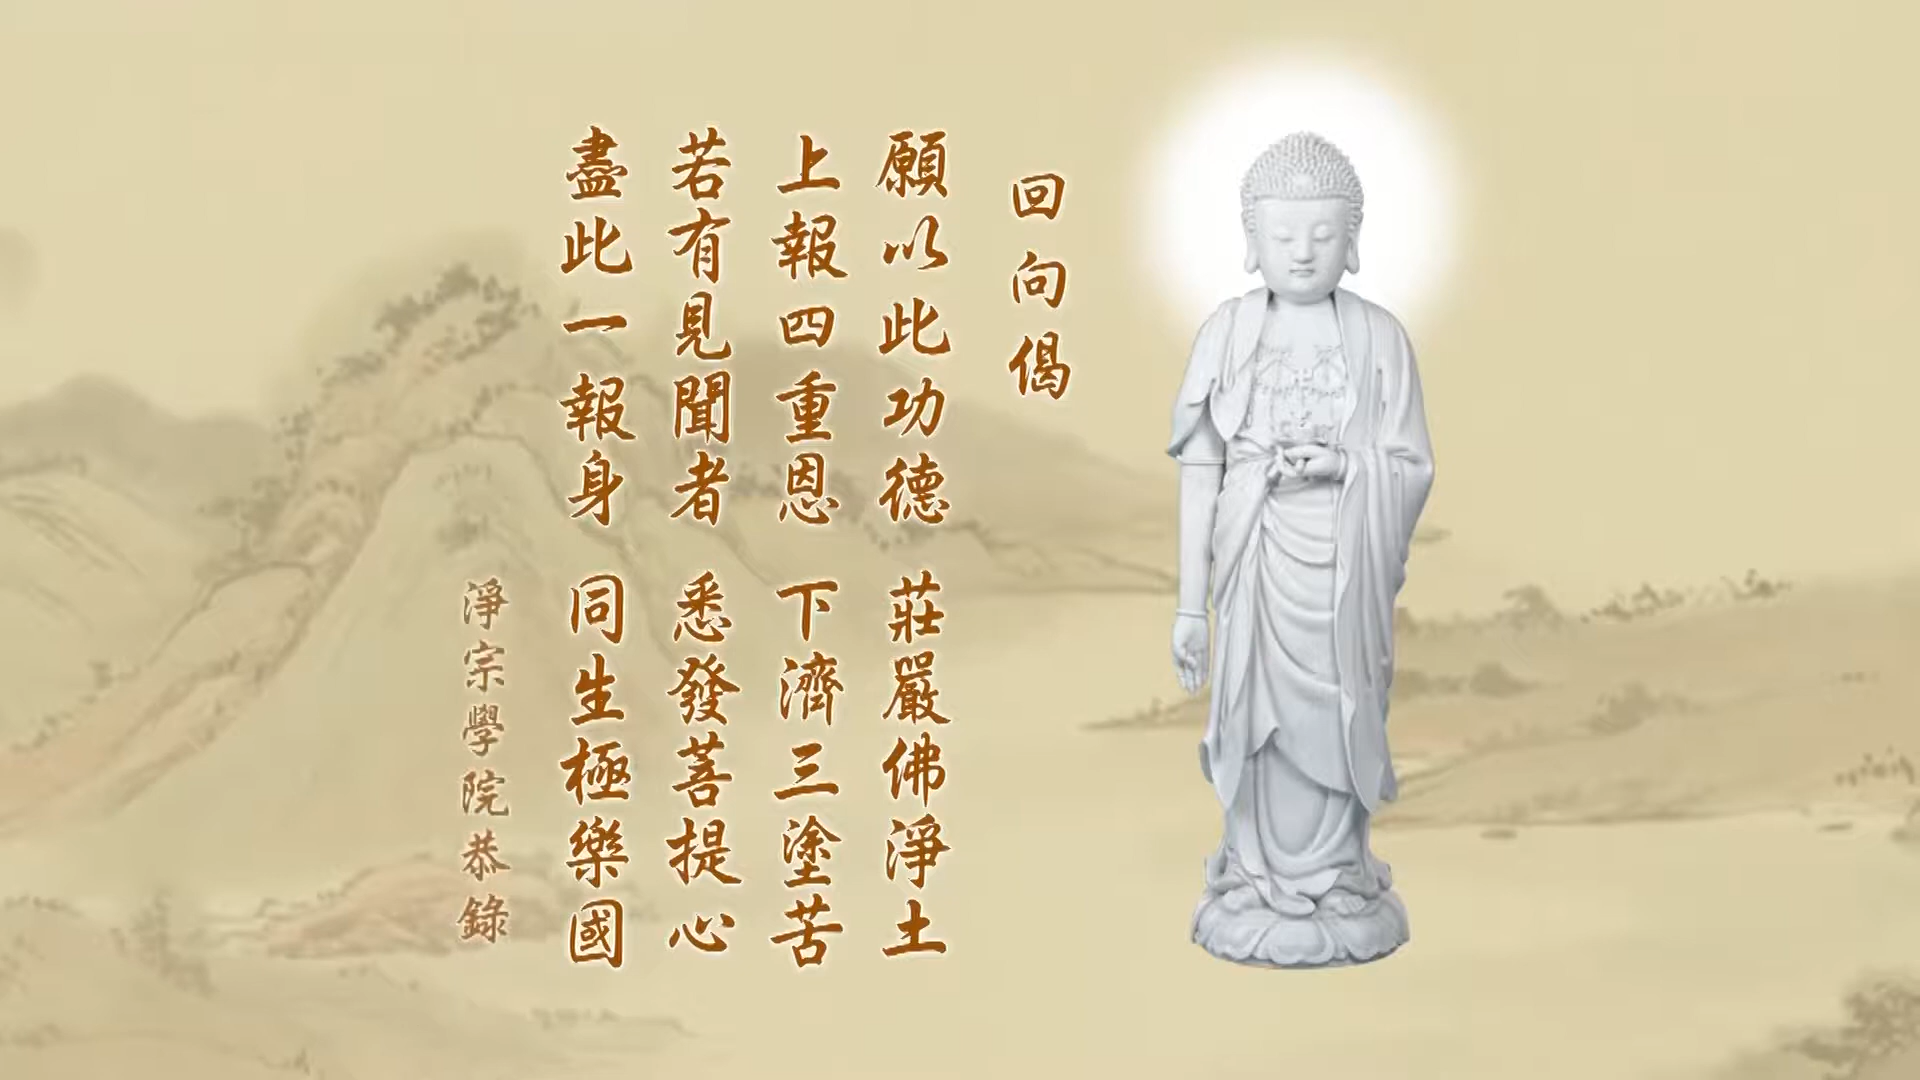 回向偈
願以此功德 莊嚴佛淨土
上報四重恩 下濟三塗苦
若有見聞者 悉發菩提心
盡此一報身 同生極樂國
淨宗學院恭錄